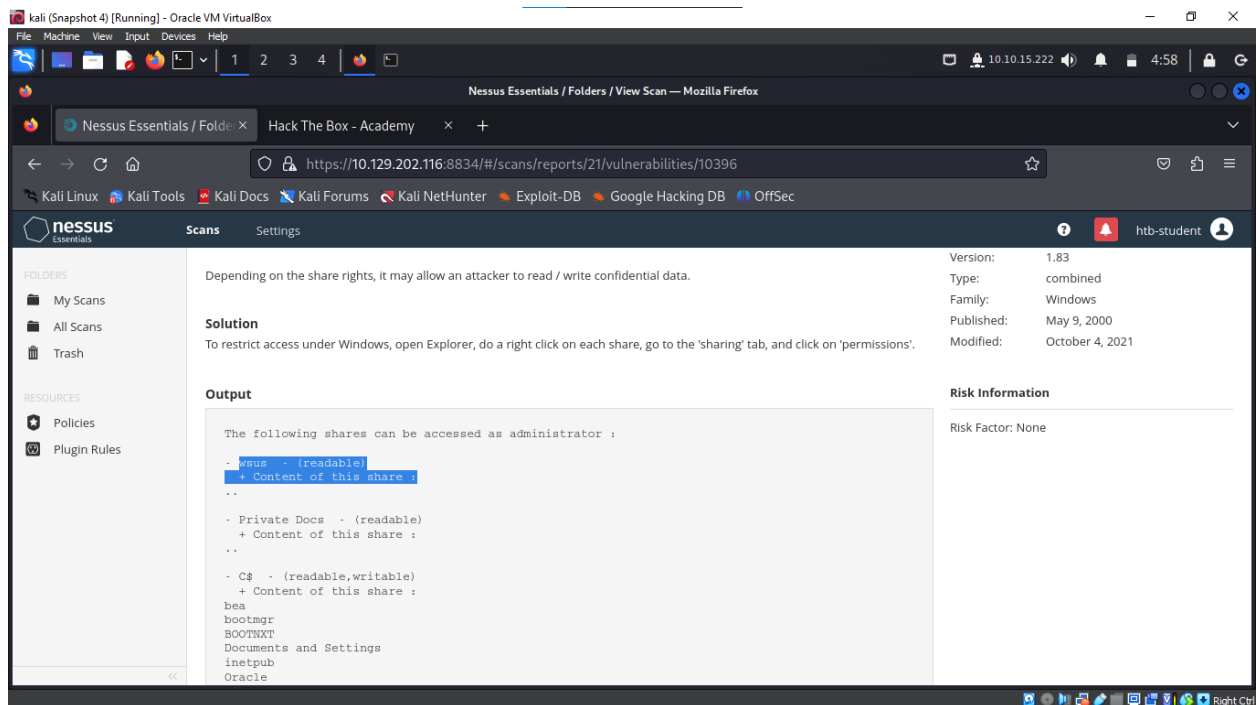 kali (Snapshot 4) [Running] - Oracle VM VirtualBox
File Machine View Input Devices Help
1 2 3 4
10.10.15.222
4:58
Nessus Essentials / Folders / View Scan — Mozilla Firefox
Nessus Essentials / Folde
Hack The Box - Academy
https://10.129.202.116:8834/#/scans/reports/21/vulnerabilities/10396
Kali Linux Kali Tools Kali Docs Kali Forums Kali NetHunter Exploit-DB Google Hacking DB OffSec
nessus
Essentials
Scans Settings
htb-student
FOLDERS
My Scans
All Scans
Trash
RESOURCES
Policies
Plugin Rules
Depending on the share rights, it may allow an attacker to read / write confidential data.
Solution
To restrict access under Windows, open Explorer, do a right click on each share, go to the 'sharing' tab, and click on 'permissions'.
Output
The following shares can be accessed as administrator :
- wsus - (readable)
+ Content of this share :
..
- Private Docs - (readable)
+ Content of this share :
..
- C$ - (readable,writable)
+ Content of this share :
bea
bootmgr
BOOTNXT
Documents and Settings
inetpub
Oracle
Version: 1.83
Type: combined
Family: Windows
Published: May 9, 2000
Modified: October 4, 2021
Risk Information
Risk Factor: None
Right Ctrl